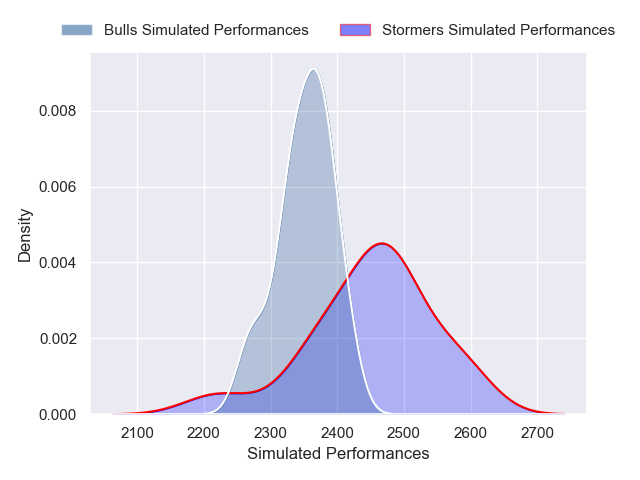 Bulls Simulated Performances Stormers Simulated Performances
0.008
0.006
0.004
0.002
0.000
Density
2100 2200 2300 2400 2500 2600 2700
Simulated Performances